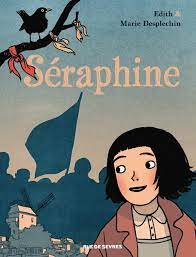 Edith &
Marie Desplechin
Séraphine
RUE DE SEVRES